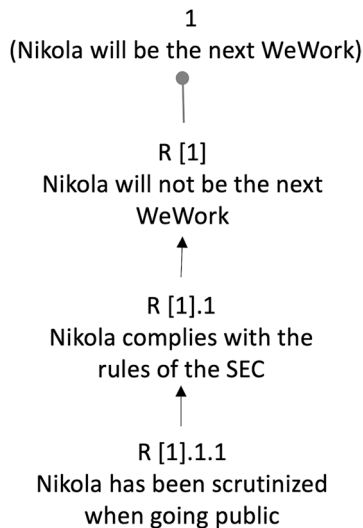 1
(Nikola will be the next WeWork)
R [1]
Nikola will not be the next
WeWork
R [1].1
Nikola complies with the
rules of the SEC
R [1].1.1
Nikola has been scrutinized
when going public